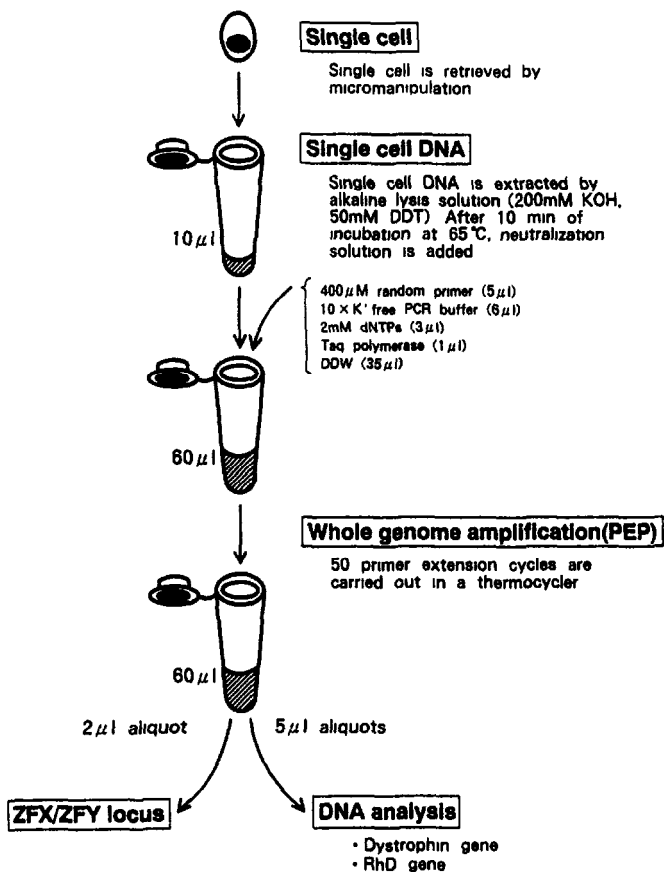 Single cell
Single cell is retrieved by
micromanipulation
Single cell DNA
Single cell DNA is extracted by
alkaline lysis solution (200mM KOH,
50mM DDT) After 10 min of
incubation at 65℃, neutralization
solution is added
10μl
400μM random primer (5μl)
10×K⁺free PCR buffer (6μl)
2mM dNTPs (3μl)
Taq polymerase (1μl)
DDW (35μl)
60μl
Whole genome amplification(PEP)
50 primer extension cycles are
carried out in a thermocycler
60μl
2μl aliquot
5μl aliquots
ZFX/ZFY locus
DNA analysis
・Dystrophin gene
・RhD gene